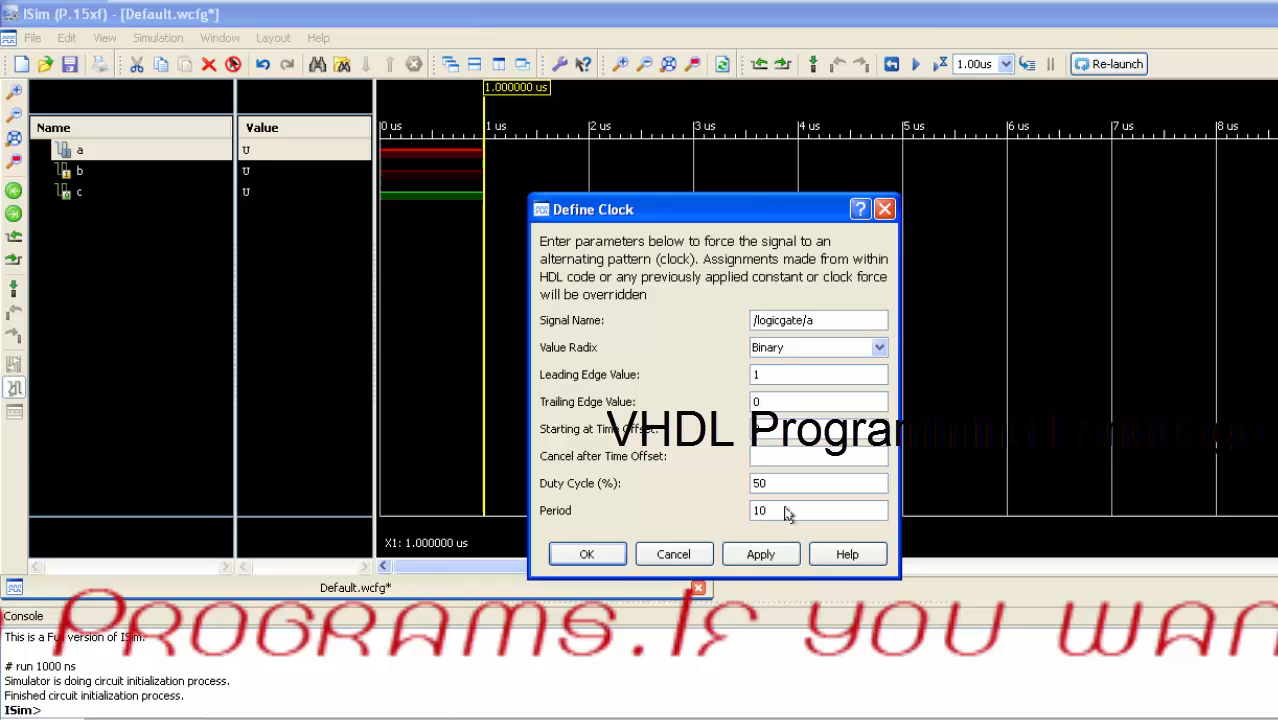 ISim (P.15xf) - [Default.wcfg*]
File Edit View Simulation Window Layout Help
1.00us
Re-launch
1.000000 us
Name Value
0 us 1 us 2 us 3 us 4 us 5 us 6 us 7 us 8 us
a U
b U
c U
Define Clock
Enter parameters below to force the signal to an
alternating pattern (clock). Assignments made from within
HDL code or any previously applied constant or clock force
will be overridden
Signal Name: /logicgate/a
Value Radix Binary
Leading Edge Value: 1
Trailing Edge Value: 0
Starting at Time Offset:
VHDL Programming Language
Cancel after Time Offset:
Duty Cycle (%): 50
Period 10
OK Cancel Apply Help
X1: 1.000000 us
Default.wcfg*
Console
Programs.If you wan
This is a Full version of ISim.
# run 1000 ns
Simulator is doing circuit initialization process.
Finished circuit initialization process.
ISim>